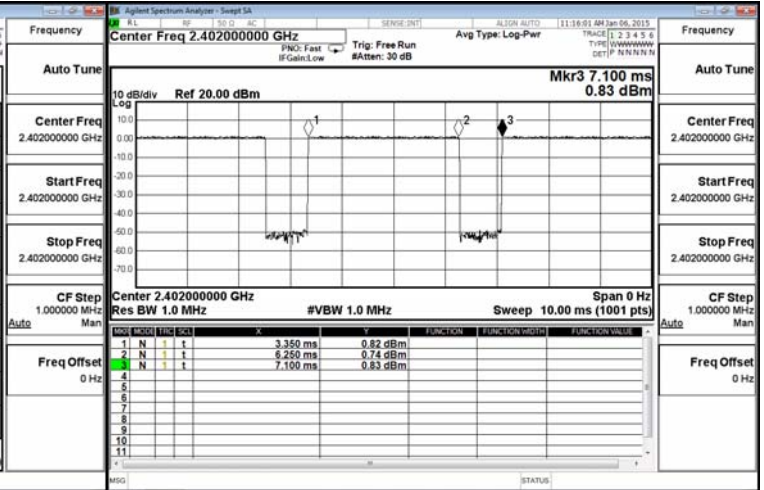 Agilent Spectrum Analyzer - Swept SA
RL RF 50 Ω AC SENSE:INT ALIGN AUTO 11:16:01 AM Jan 06, 2015
Center Freq 2.402000000 GHz
PNO: Fast
IFGain:Low
Trig: Free Run
#Atten: 30 dB
Avg Type: Log-Pwr
TRACE 1 2 3 4 5 6
TYPE WWWWWW
DET P NNNNN
Mkr3 7.100 ms
0.83 dBm
10 dB/div Ref 20.00 dBm
Log
10.0
0.00
-10.0
-20.0
-30.0
-40.0
-50.0
-60.0
-70.0
1
2
3
Center 2.402000000 GHz Span 0 Hz
Res BW 1.0 MHz #VBW 1.0 MHz Sweep 10.00 ms (1001 pts)
MKR MODE TRC SCL X Y FUNCTION FUNCTION WIDTH FUNCTION VALUE
1 N 1 t 3.350 ms 0.82 dBm
2 N 1 t 6.250 ms 0.74 dBm
3 N 1 t 7.100 ms 0.83 dBm
4
5
6
7
8
9
10
11
MSG STATUS
Frequency
Auto Tune
Center Freq
2.402000000 GHz
Start Freq
2.402000000 GHz
Stop Freq
2.402000000 GHz
CF Step
1.000000 MHz
Auto Man
Freq Offset
0 Hz
Frequency
Auto Tune
Center Freq
2.402000000 GHz
Start Freq
2.402000000 GHz
Stop Freq
2.402000000 GHz
CF Step
1.000000 MHz
Auto Man
Freq Offset
0 Hz